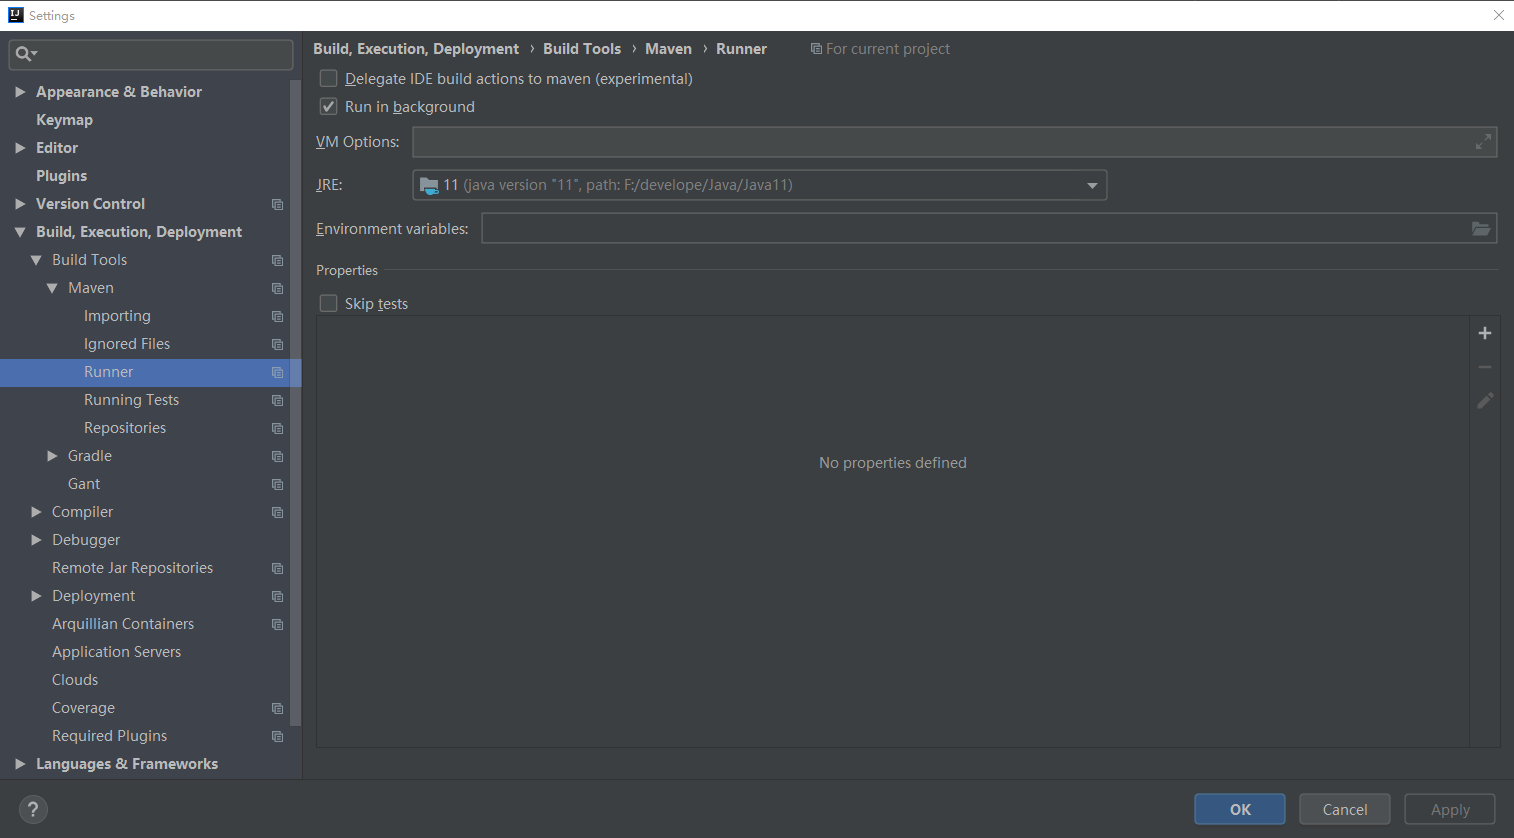 Settings
Appearance & Behavior
Keymap
Editor
Plugins
Version Control
Build, Execution, Deployment
Build Tools
Maven
Importing
Ignored Files
Runner
Running Tests
Repositories
Gradle
Gant
Compiler
Debugger
Remote Jar Repositories
Deployment
Arquillian Containers
Application Servers
Clouds
Coverage
Required Plugins
Languages & Frameworks
Build, Execution, Deployment › Build Tools › Maven › Runner For current project
Delegate IDE build actions to maven (experimental)
Run in background
VM Options:
JRE: 11 (java version "11", path: F:/develope/Java/Java11)
Environment variables:
Properties
Skip tests
No properties defined
? OK Cancel Apply